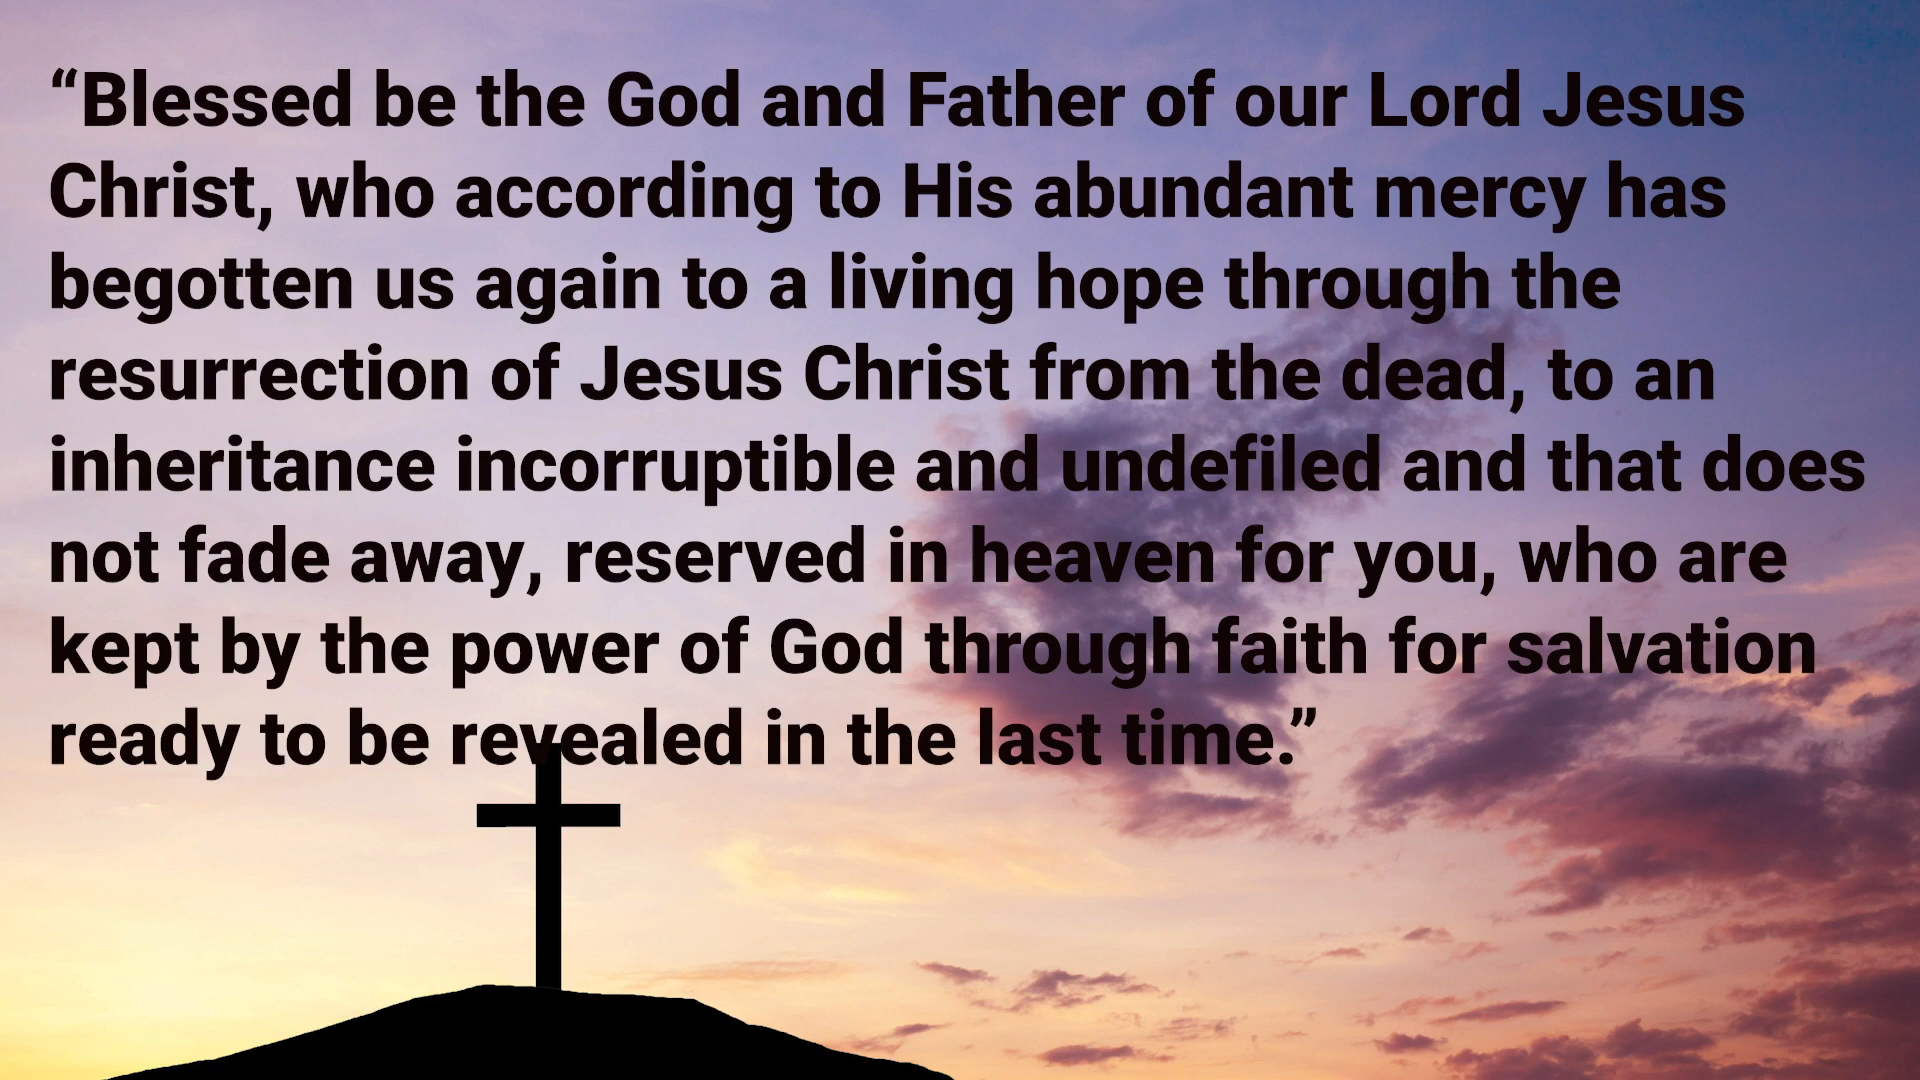 “Blessed be the God and Father of our Lord Jesus
Christ, who according to His abundant mercy has
begotten us again to a living hope through the
resurrection of Jesus Christ from the dead, to an
inheritance incorruptible and undefiled and that does
not fade away, reserved in heaven for you, who are
kept by the power of God through faith for salvation
ready to be revealed in the last time.”